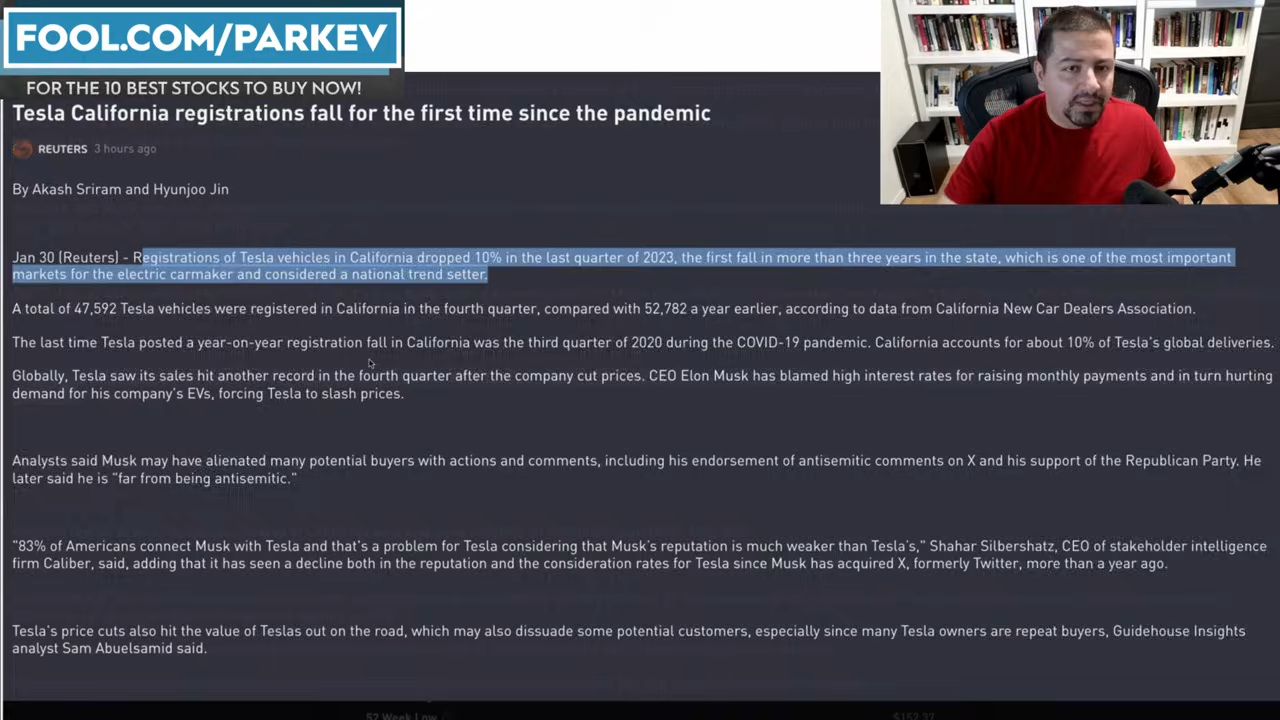 FOOL.COM/PARKEV
FOR THE 10 BEST STOCKS TO BUY NOW!
Tesla California registrations fall for the first time since the pandemic
REUTERS 3 hours ago
By Akash Sriram and Hyunjoo Jin
Jan 30 (Reuters) - Registrations of Tesla vehicles in California dropped 10% in the last quarter of 2023, the first fall in more than three years in the state, which is one of the most important
markets for the electric carmaker and considered a national trend setter.
A total of 47,592 Tesla vehicles were registered in California in the fourth quarter, compared with 52,782 a year earlier, according to data from California New Car Dealers Association.
The last time Tesla posted a year-on-year registration fall in California was the third quarter of 2020 during the COVID-19 pandemic. California accounts for about 10% of Tesla's global deliveries.
Globally, Tesla saw its sales hit another record in the fourth quarter after the company cut prices. CEO Elon Musk has blamed high interest rates for raising monthly payments and in turn hurting
demand for his company's EVs, forcing Tesla to slash prices.
Analysts said Musk may have alienated many potential buyers with actions and comments, including his endorsement of antisemitic comments on X and his support of the Republican Party. He
later said he is "far from being antisemitic."
"83% of Americans connect Musk with Tesla and that's a problem for Tesla considering that Musk's reputation is much weaker than Tesla's," Shahar Silbershatz, CEO of stakeholder intelligence
firm Caliber, said, adding that it has seen a decline both in the reputation and the consideration rates for Tesla since Musk has acquired X, formerly Twitter, more than a year ago.
Tesla's price cuts also hit the value of Teslas out on the road, which may also dissuade some potential customers, especially since many Tesla owners are repeat buyers, Guidehouse Insights
analyst Sam Abuelsamid said.
52 Week Low $152.37